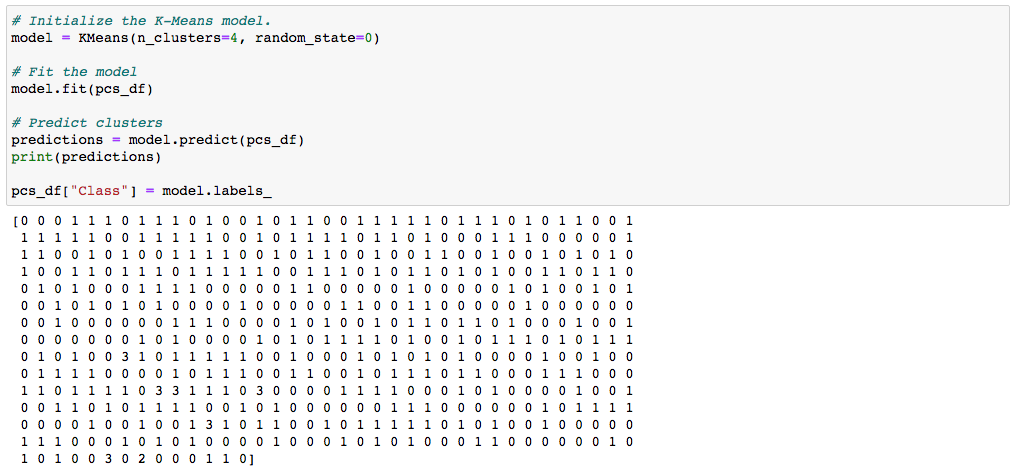 # Initialize the K-Means model.
model = KMeans(n_clusters=4, random_state=0)
# Fit the model
model.fit(pcs_df)
# Predict clusters
predictions = model.predict(pcs_df)
print(predictions)
pcs_df["Class"] = model.labels_
[0 0 0 1 1 1 0 1 1 1 0 1 0 0 1 0 1 1 0 0 1 1 1 1 1 0 1 1 1 0 1 0 1 1 0 0 1
1 1 1 1 1 0 0 1 1 1 1 1 0 0 1 0 1 1 1 1 0 1 1 0 1 0 0 0 1 1 1 0 0 0 0 0 1
1 1 0 0 1 0 1 0 0 1 1 1 1 0 0 1 0 1 1 0 0 1 0 0 1 1 0 0 1 0 0 1 0 1 0 1 0
1 0 0 1 1 0 1 1 1 0 1 1 1 1 1 0 0 1 1 1 0 1 0 1 1 0 1 0 1 0 0 1 1 0 1 1 0
0 1 0 1 0 0 0 1 1 1 1 0 0 0 0 0 1 1 0 0 0 0 0 1 0 0 0 0 0 1 0 1 0 0 1 0 1
0 0 1 0 1 0 1 0 1 0 0 0 0 1 0 0 0 0 0 1 1 0 0 1 1 0 0 0 0 1 0 0 0 0 0 0 0
0 0 1 0 0 0 0 0 0 1 1 1 0 0 0 0 1 0 1 0 0 1 0 1 1 0 1 1 0 1 0 0 0 1 0 0 1
0 0 0 0 0 0 0 1 0 1 0 0 0 0 1 0 1 0 1 1 1 1 0 1 0 0 1 0 1 1 1 0 1 0 1 1 1
0 1 0 1 0 0 3 1 0 1 1 1 1 1 0 0 1 0 0 0 1 0 1 0 1 0 1 0 0 0 0 1 0 0 1 0 0
0 1 1 1 1 0 0 0 0 1 0 1 1 1 0 0 1 1 0 0 1 0 1 1 1 0 1 1 0 0 1 1 1 1 0 0 0
1 1 0 1 1 1 1 0 3 3 1 1 1 0 3 0 0 0 0 1 1 1 1 0 0 0 1 0 1 0 0 0 0 1 0 0 1
0 0 1 1 0 1 0 1 1 1 1 0 0 1 0 1 0 0 0 0 0 0 0 1 1 1 0 0 0 0 0 0 1 0 1 1 1 1
0 0 0 0 1 0 0 1 0 0 1 3 1 0 1 1 0 0 1 0 1 1 1 1 1 0 1 0 1 0 0 1 0 0 0 0 0
1 1 1 0 0 0 1 0 1 0 1 0 0 0 0 1 0 0 0 1 0 1 0 1 0 0 0 1 1 0 0 0 0 0 0 1 0
1 0 1 0 0 3 0 2 0 0 0 1 1 0]